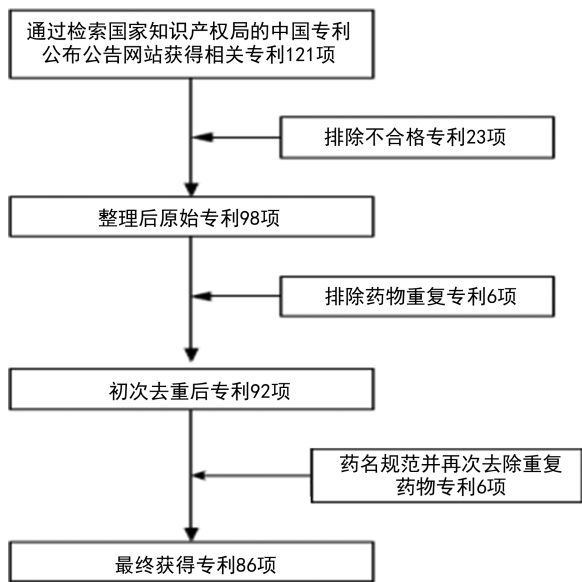 通过检索国家知识产权局的中国专利
公布公告网站获得相关专利121项
排除不合格专利23项
整理后原始专利98项
排除药物重复专利6项
初次去重后专利92项
药名规范并再次去除重复
药物专利6项
最终获得专利86项